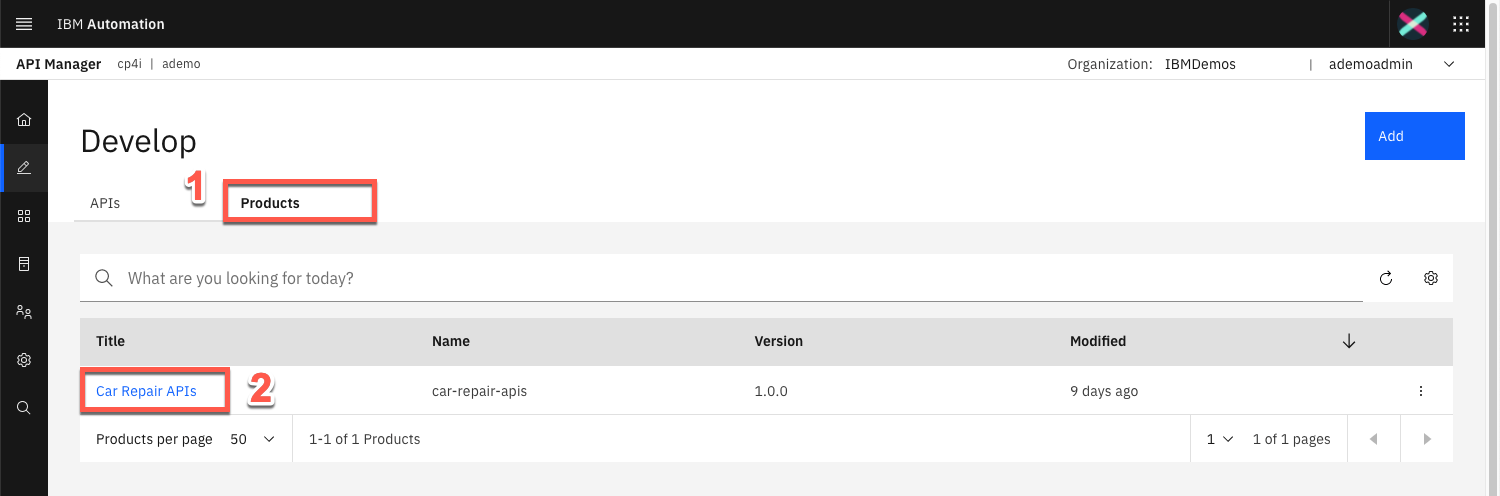 IBM Automation
API Manager cp4i | ademo Organization: IBMDemos | ademoadmin
Develop
Add
1
APIs Products
What are you looking for today?
Title Name Version Modified
Car Repair APIs 2 car-repair-apis 1.0.0 9 days ago
Products per page 50 1-1 of 1 Products 1 1 of 1 pages